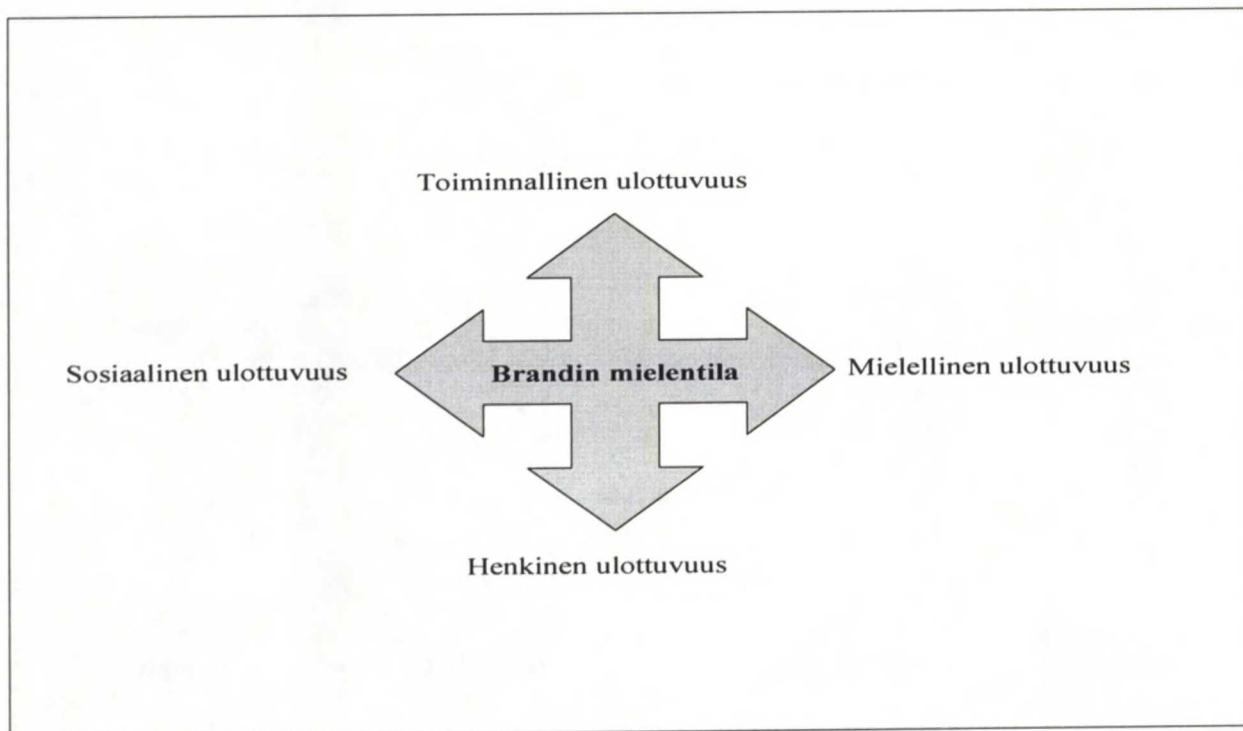 Toiminnallinen ulottuvuus
Sosiaalinen ulottuvuus
Brandin mielentila
Mielellinen ulottuvuus
Henkinen ulottuvuus